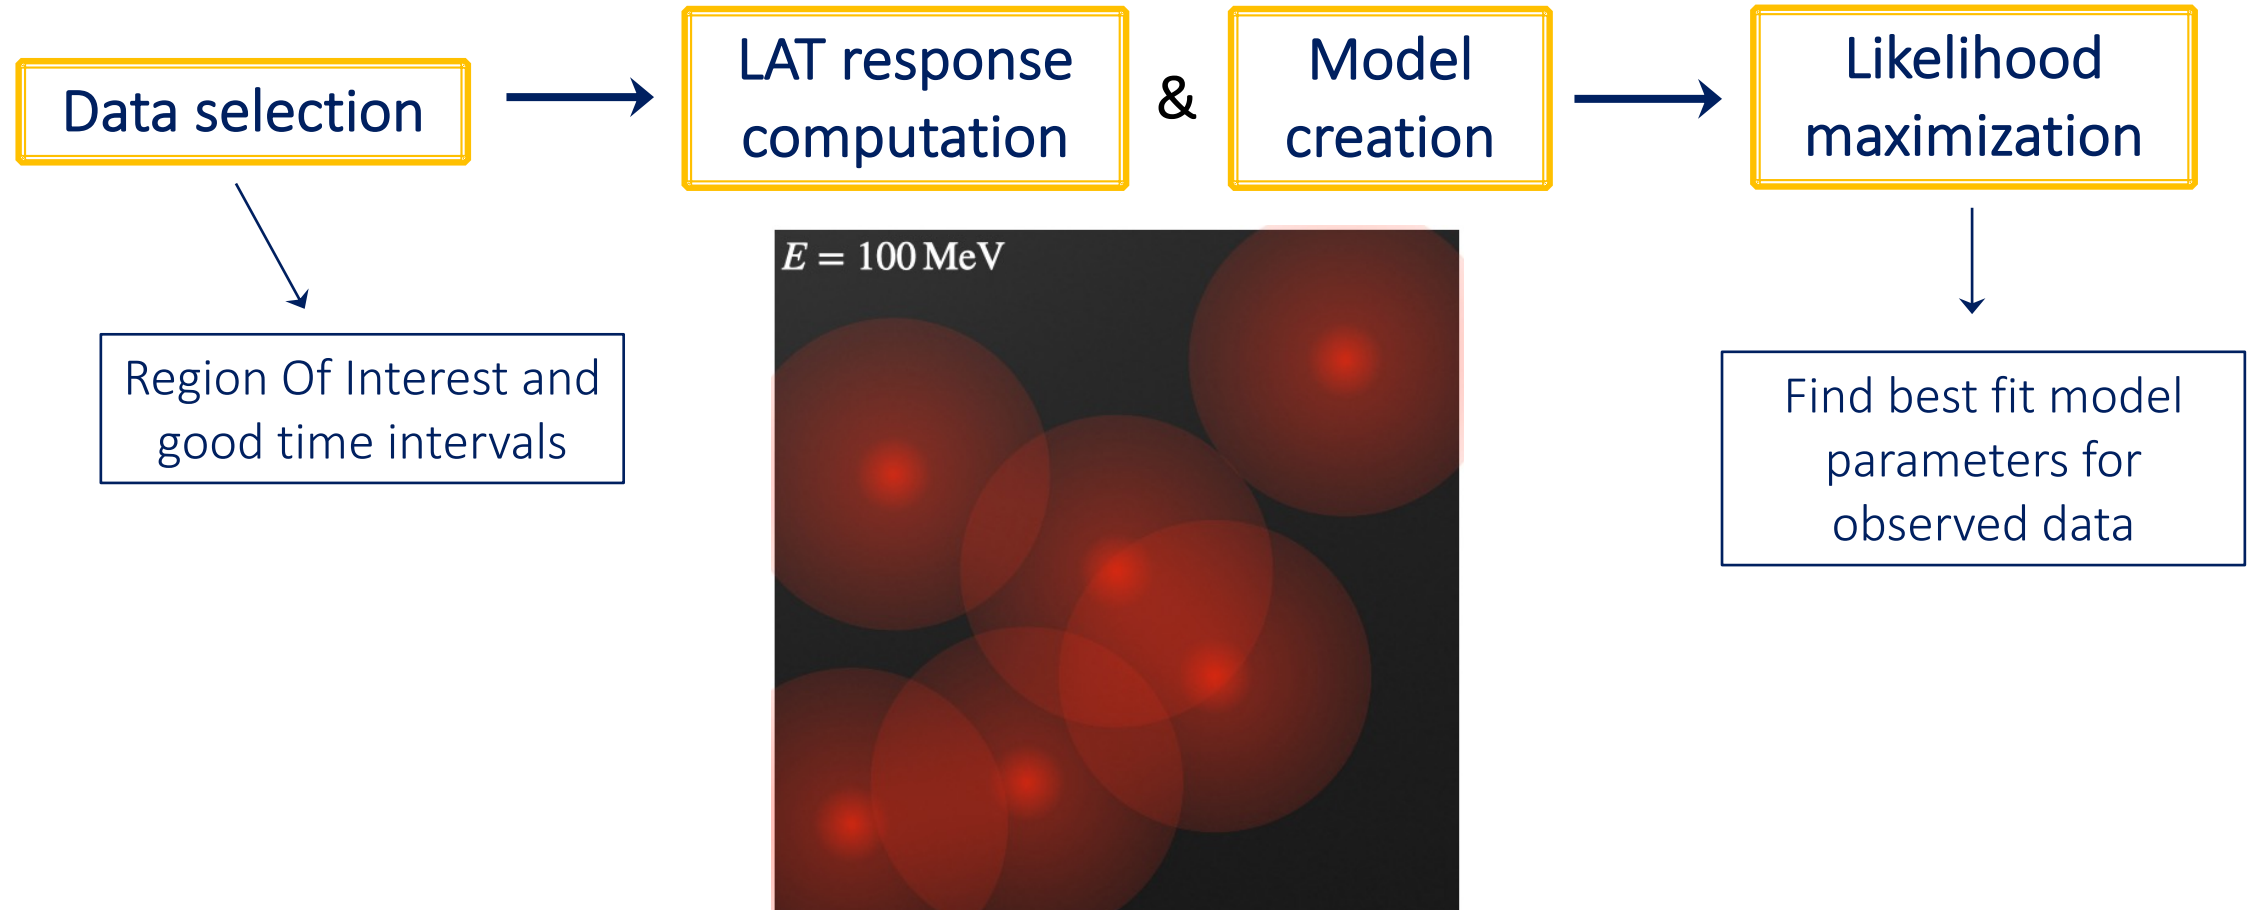 Data selection
LAT response
computation
&
Model
creation
Likelihood
maximization
Region Of Interest and
good time intervals
E = 100 MeV
Find best fit model
parameters for
observed data